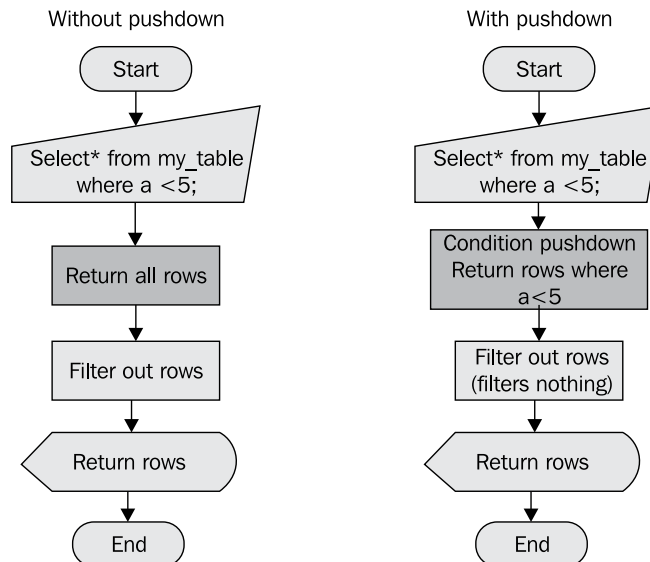 Without pushdown
Start
Select* from my_table
where a <5;
Return all rows
Filter out rows
Return rows
End
With pushdown
Start
Select* from my_table
where a <5;
Condition pushdown
Return rows where
a<5
Filter out rows
(filters nothing)
Return rows
End